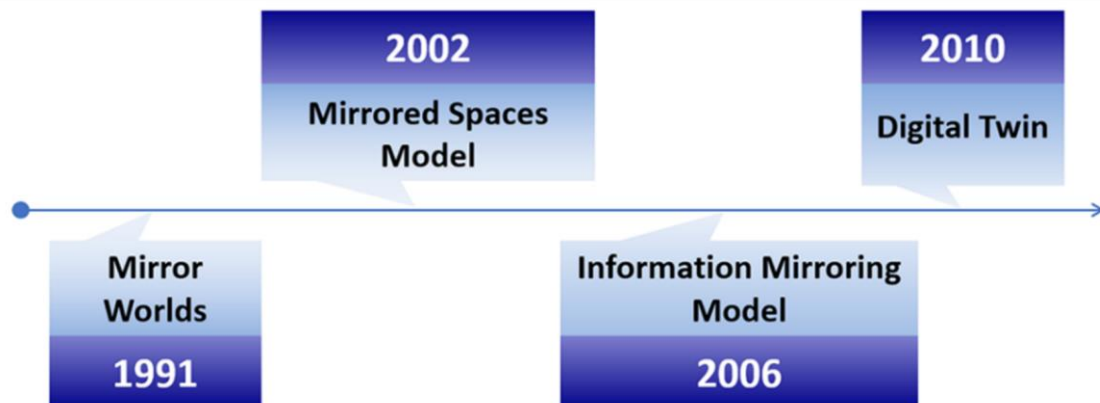 2002
Mirrored Spaces
Model
2010
Digital Twin
Mirror
Worlds
1991
Information Mirroring
Model
2006